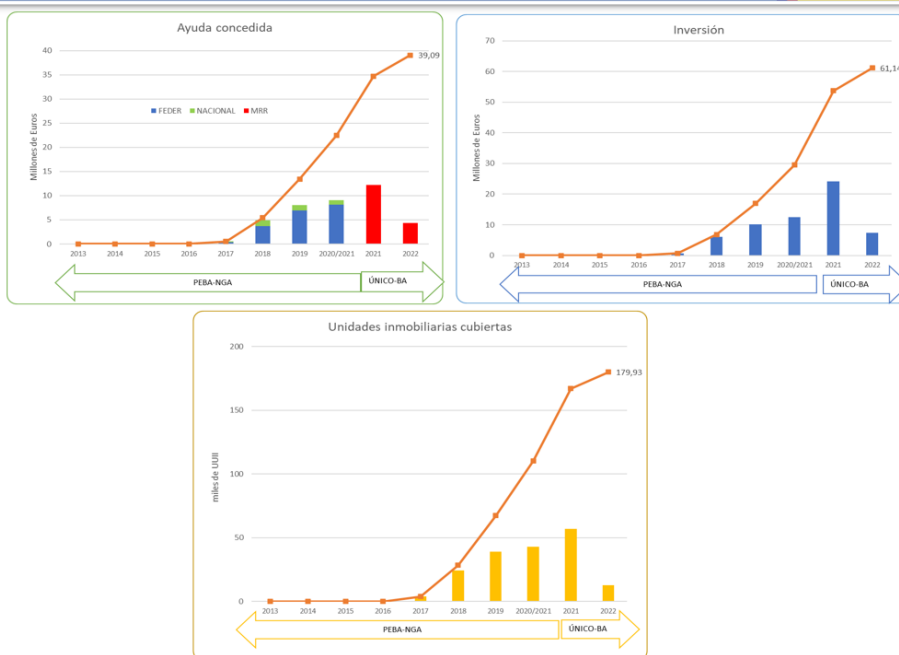 Ayuda concedida
40
35
30
25
20
15
10
5
0
Millones de Euros
39,09
FEDER NACIONAL MRR
2013 2014 2015 2016 2017 2018 2019 2020/2021 2021 2022
PEBA-NGA ÚNICO-BA
Inversión
70
60
50
40
30
20
10
0
Millones de Euros
61,14
2013 2014 2015 2016 2017 2018 2019 2020/2021 2021 2022
PEBA-NGA ÚNICO-BA
Unidades inmobiliarias cubiertas
200
150
100
50
0
miles de UUII
179,93
2013 2014 2015 2016 2017 2018 2019 2020/2021 2021 2022
PEBA-NGA ÚNICO-BA